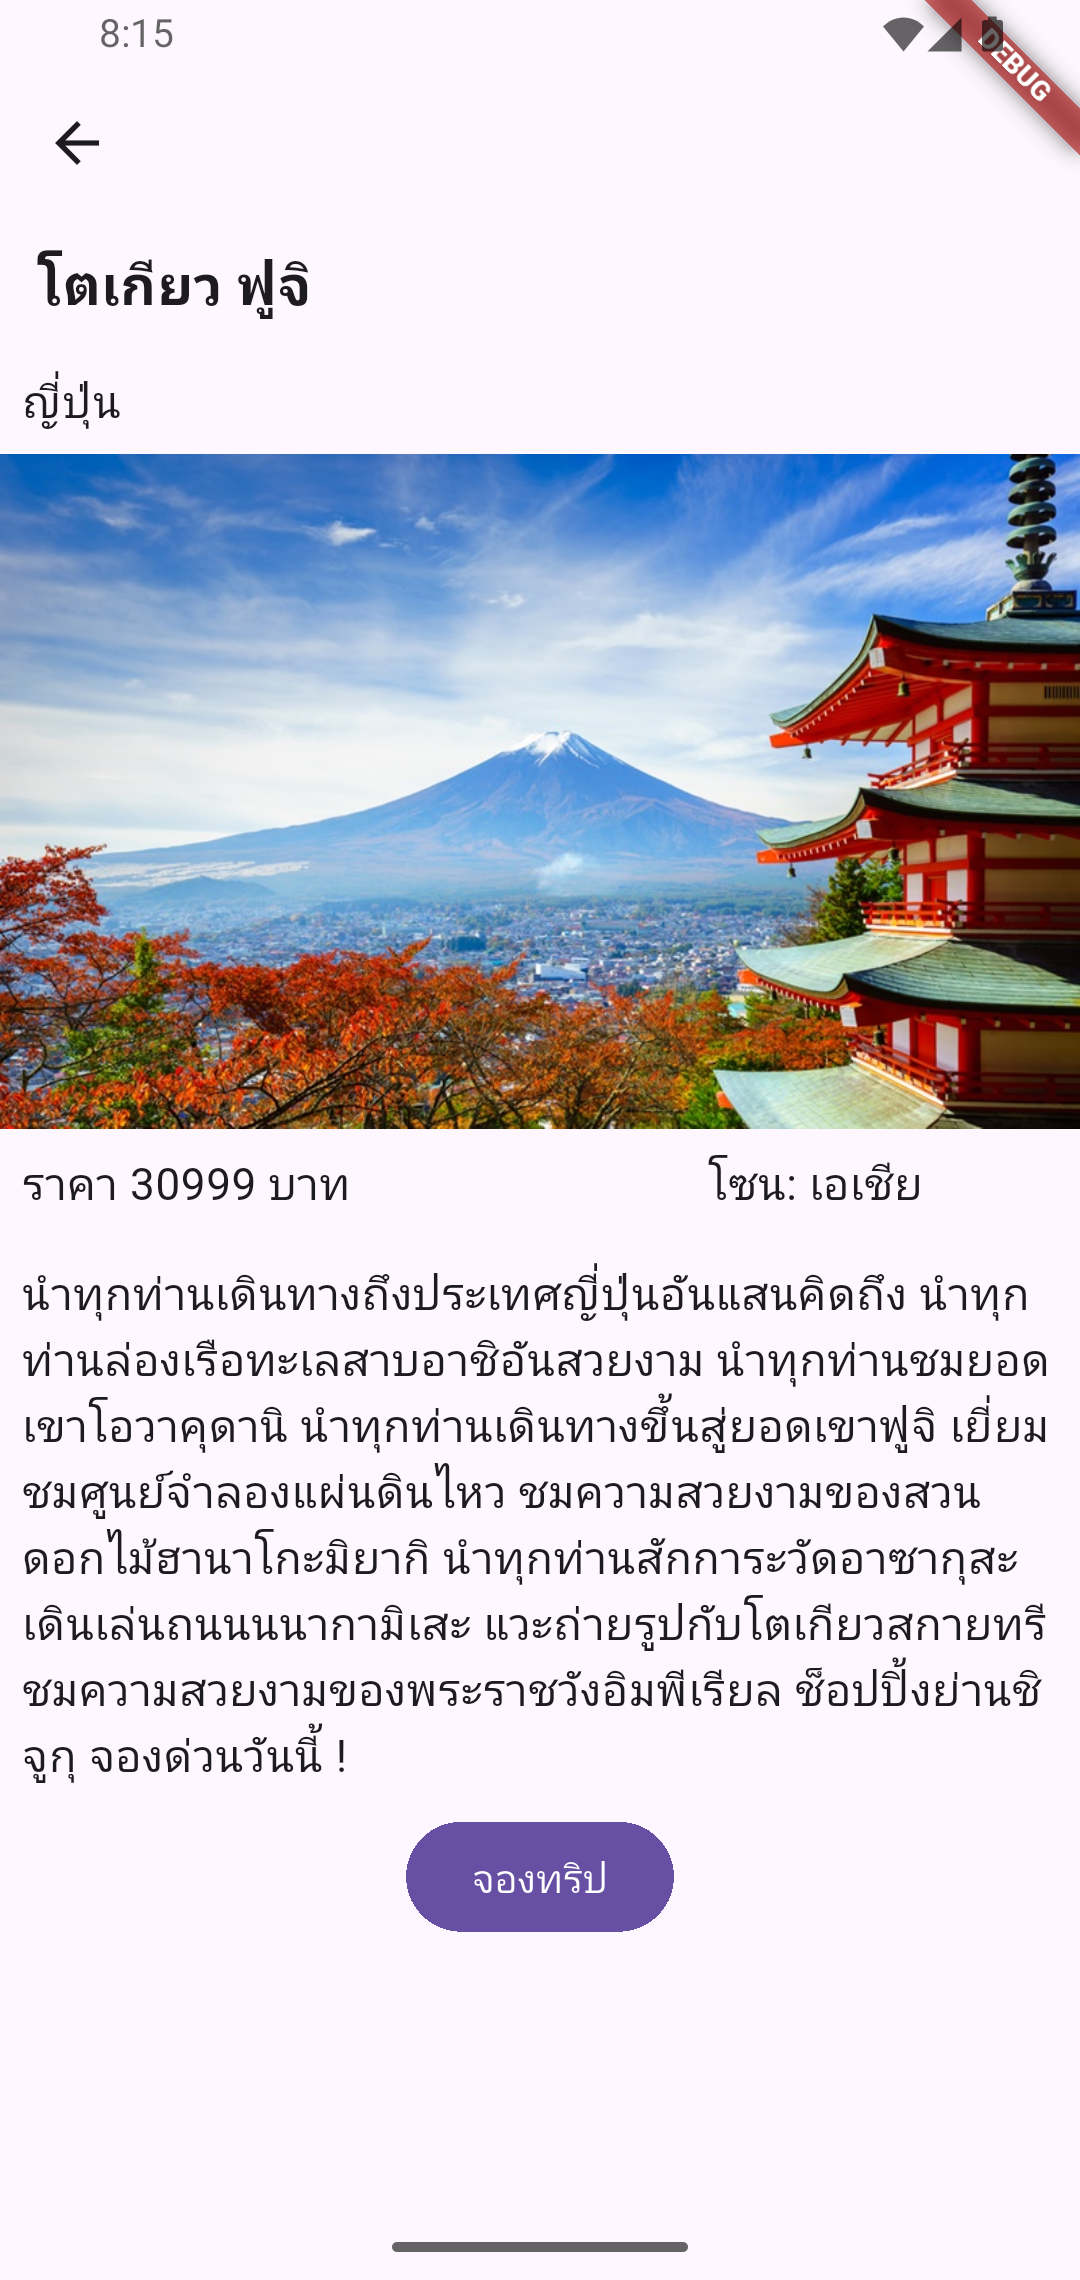 8:15
DEBUG
โตเกียว ฟูจิ
ญี่ปุ่น
ราคา 30999 บาท
โซน: เอเชีย
นำทุกท่านเดินทางถึงประเทศญี่ปุ่นอันแสนคิดถึง นำทุก
ท่านล่องเรือทะเลสาบอาชิอันสวยงาม นำทุกท่านชมยอด
เขาโอวาคุดานิ นำทุกท่านเดินทางขึ้นสู่ยอดเขาฟูจิ เยี่ยม
ชมศูนย์จำลองแผ่นดินไหว ชมความสวยงามของสวน
ดอกไม้ฮานาโกะมิยากิ นำทุกท่านสักการะวัดอาซากุสะ
เดินเล่นถนนนนากามิเสะ แวะถ่ายรูปกับโตเกียวสกายทรี
ชมความสวยงามของพระราชวังอิมพีเรียล ช็อปปิ้งย่านชิ
จูกุ จองด่วนวันนี้ !
จองทริป